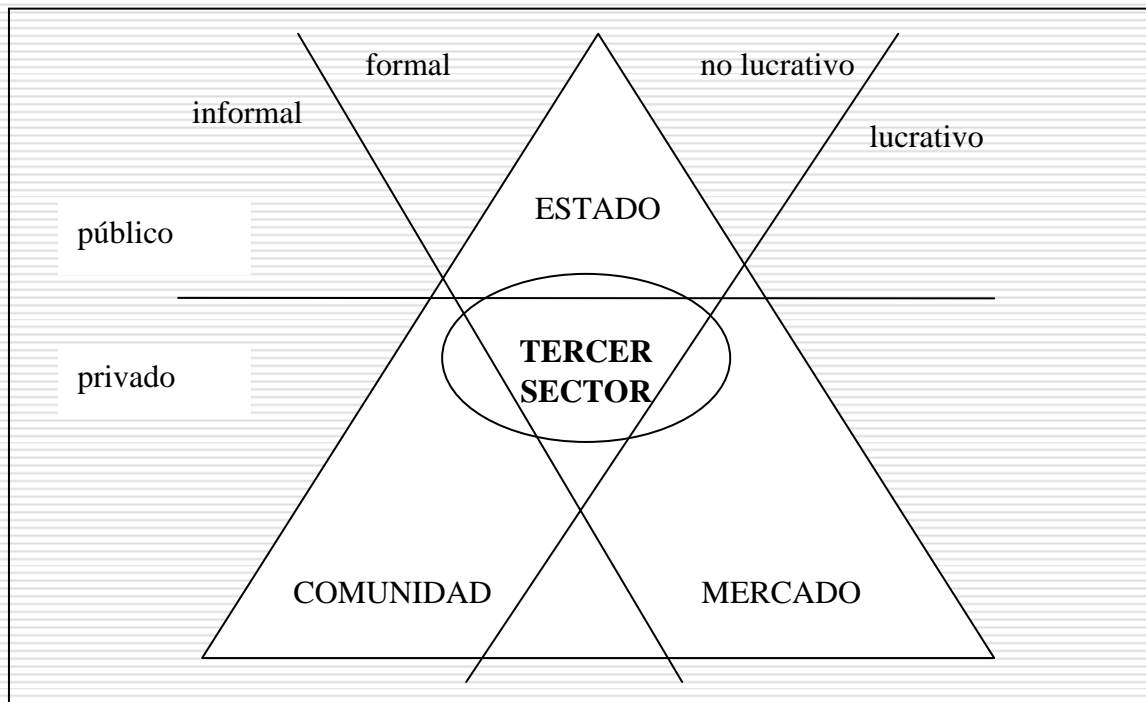 formal
no lucrativo
informal
lucrativo
ESTADO
público
TERCER
SECTOR
privado
COMUNIDAD
MERCADO